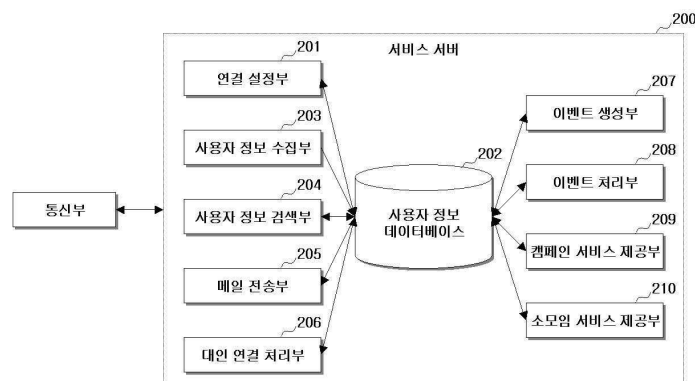 200
서비스 서버
201
연결 설정부
203
사용자 정보 수집부
204
사용자 정보 검색부
205
메일 전송부
206
대인 연결 처리부
통신부
202
사용자 정보
데이터베이스
207
이벤트 생성부
208
이벤트 처리부
209
캠페인 서비스 제공부
210
소모임 서비스 제공부